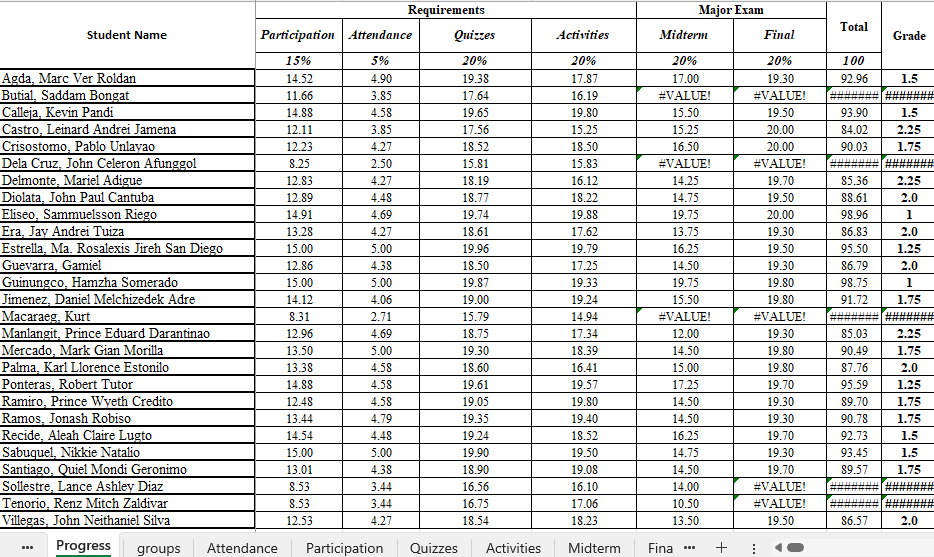 Requirements Major Exam
Student Name Participation Attendance Quizzes Activities Midterm Final Total Grade
15% 5% 20% 20% 20% 20% 100
Agda, Marc Ver Roldan 14.52 4.90 19.38 17.87 17.00 19.30 92.96 1.5
Butial, Saddam Bongat 11.66 3.85 17.64 16.19 #VALUE! #VALUE! ####### #######
Calleja, Kevin Pandi 14.88 4.58 19.65 19.80 15.50 19.50 93.90 1.5
Castro, Leinard Andrei Jamena 12.11 3.85 17.56 15.25 15.25 20.00 84.02 2.25
Crisostomo, Pablo Unlayao 12.23 4.27 18.52 18.50 16.50 20.00 90.03 1.75
Dela Cruz, John Celeron Afunggol 8.25 2.50 15.81 15.83 #VALUE! #VALUE! ####### #######
Delmonte, Mariel Adigue 12.83 4.27 18.19 16.12 14.25 19.70 85.36 2.25
Diolata, John Paul Cantuba 12.89 4.48 18.77 18.22 14.75 19.50 88.61 2.0
Eliseo, Sammuelsson Riego 14.91 4.69 19.74 19.88 19.75 20.00 98.96 1
Era, Jay Andrei Tuiza 13.28 4.27 18.61 17.62 13.75 19.30 86.83 2.0
Estrella, Ma. Rosalexis Jireh San Diego 15.00 5.00 19.96 19.79 16.25 19.50 95.50 1.25
Guevarra, Gamiel 12.86 4.38 18.50 17.25 14.50 19.30 86.79 2.0
Guinungco, Hamzha Somerado 15.00 5.00 19.87 19.33 19.75 19.80 98.75 1
Jimenez, Daniel Melchizedek Adre 14.12 4.06 19.00 19.24 15.50 19.80 91.72 1.75
Macaraeg, Kurt 8.31 2.71 15.79 14.94 #VALUE! #VALUE! ####### #######
Manlangit, Prince Eduard Darantinao 12.96 4.69 18.75 17.34 12.00 19.30 85.03 2.25
Mercado, Mark Gian Morilla 13.50 5.00 19.30 18.39 14.50 19.80 90.49 1.75
Palma, Karl Llorence Estonilo 13.38 4.58 18.60 16.41 15.00 19.80 87.76 2.0
Ponteras, Robert Tutor 14.88 4.58 19.61 19.57 17.25 19.70 95.59 1.25
Ramiro, Prince Wyeth Credito 12.48 4.58 19.05 19.80 14.50 19.30 89.70 1.75
Ramos, Jonash Robiso 13.44 4.79 19.35 19.40 14.50 19.30 90.78 1.75
Recide, Aleah Claire Lugto 14.54 4.48 19.24 18.52 16.25 19.70 92.73 1.5
Sabuquel, Nikkie Natalio 15.00 5.00 19.90 19.50 14.75 19.30 93.45 1.5
Santiago, Quiel Mondi Geronimo 13.01 4.38 18.90 19.08 14.50 19.70 89.57 1.75
Sollestre, Lance Ashley Diaz 8.53 3.44 16.56 16.10 14.00 #VALUE! ####### #######
Tenorio, Renz Mitch Zaldivar 8.53 3.44 16.75 17.06 10.50 #VALUE! ####### #######
Villegas, John Neithaniel Silva 12.53 4.27 18.54 18.23 13.50 19.50 86.57 2.0
Progress groups Attendance Participation Quizzes Activities Midterm Fina